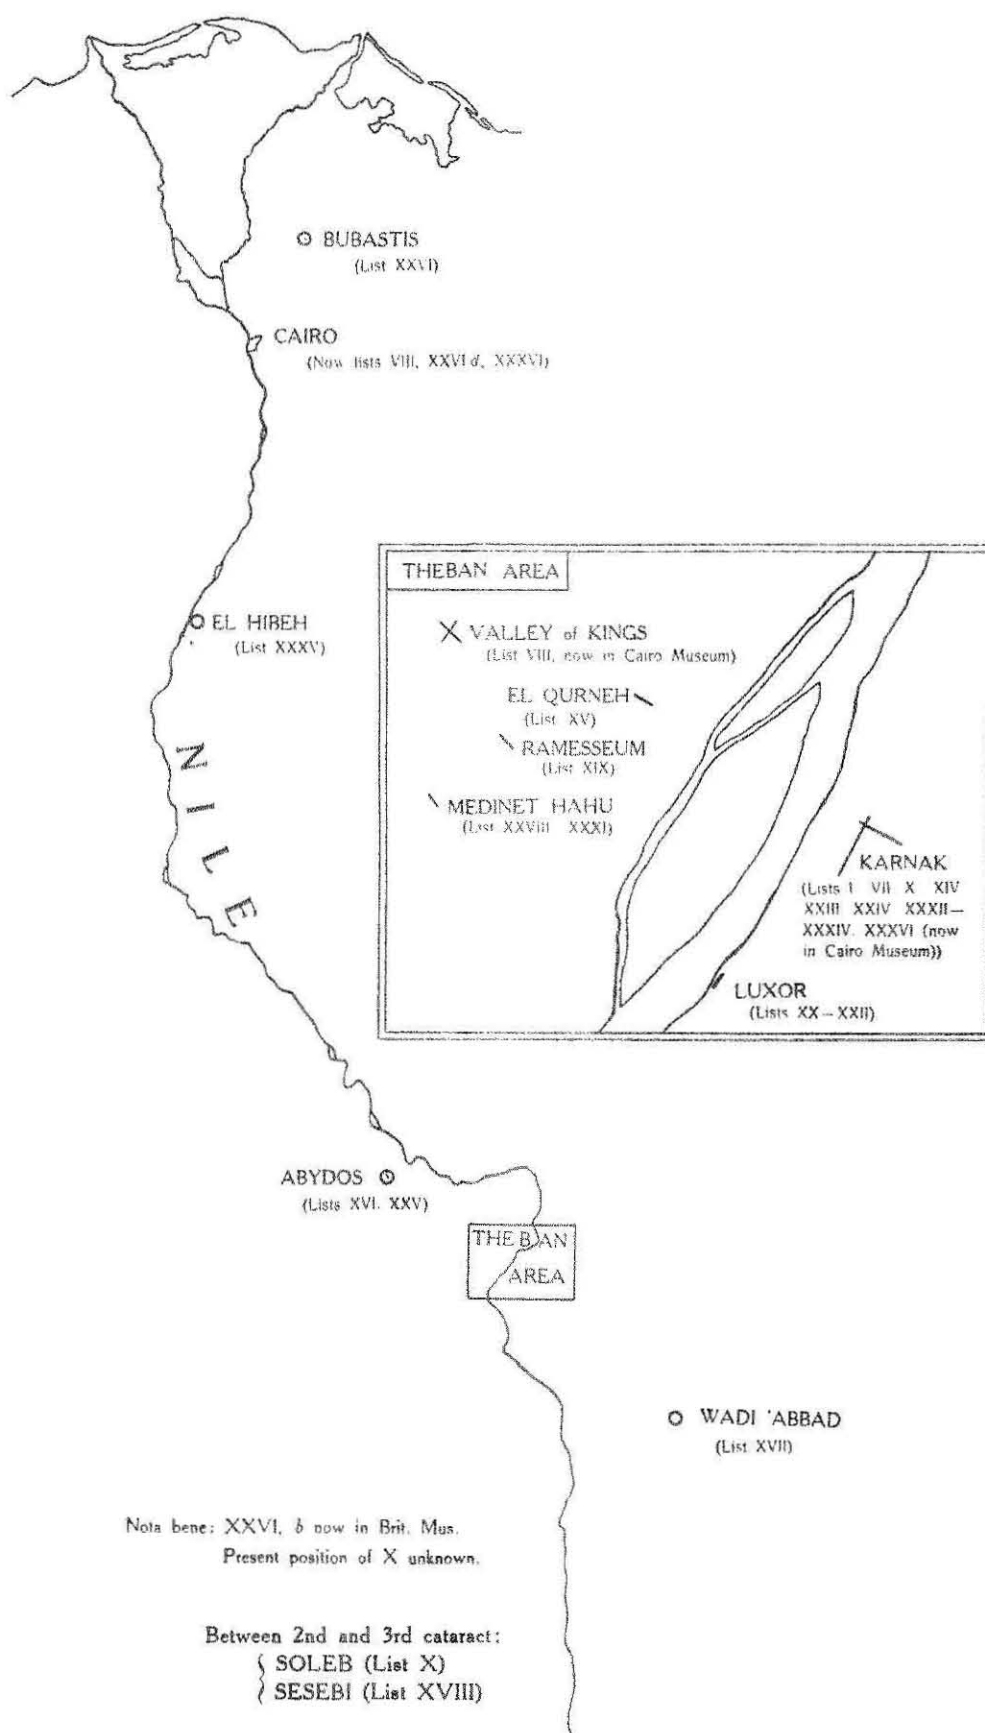 BUBASTIS
(List XXVI)
CAIRO
(Now lists VIII, XXVI d, XXXVI)
THEBAN AREA
EL HIBEH
(List XXXV)
VALLEY of KINGS
(List VIII, now in Cairo Museum)
EL QURNEH
(List XV)
RAMESSEUM
(List XIX)
MEDINET HAHU
(List XXVIII XXXI)
NILE
KARNAK
(Lists I VII X XIV
XXIII XXIV XXXII—
XXXIV. XXXVI (now
in Cairo Museum))
LUXOR
(Lists XX—XXII)
ABYDOS
(Lists XVI. XXV)
THEBAN
AREA
WADI 'ABBAD
(List XVII)
Nota bene: XXVI, b now in Brit. Mus.
Present position of X unknown.
Between 2nd and 3rd cataract:
SOLEB (List X)
SESEBI (List XVIII)